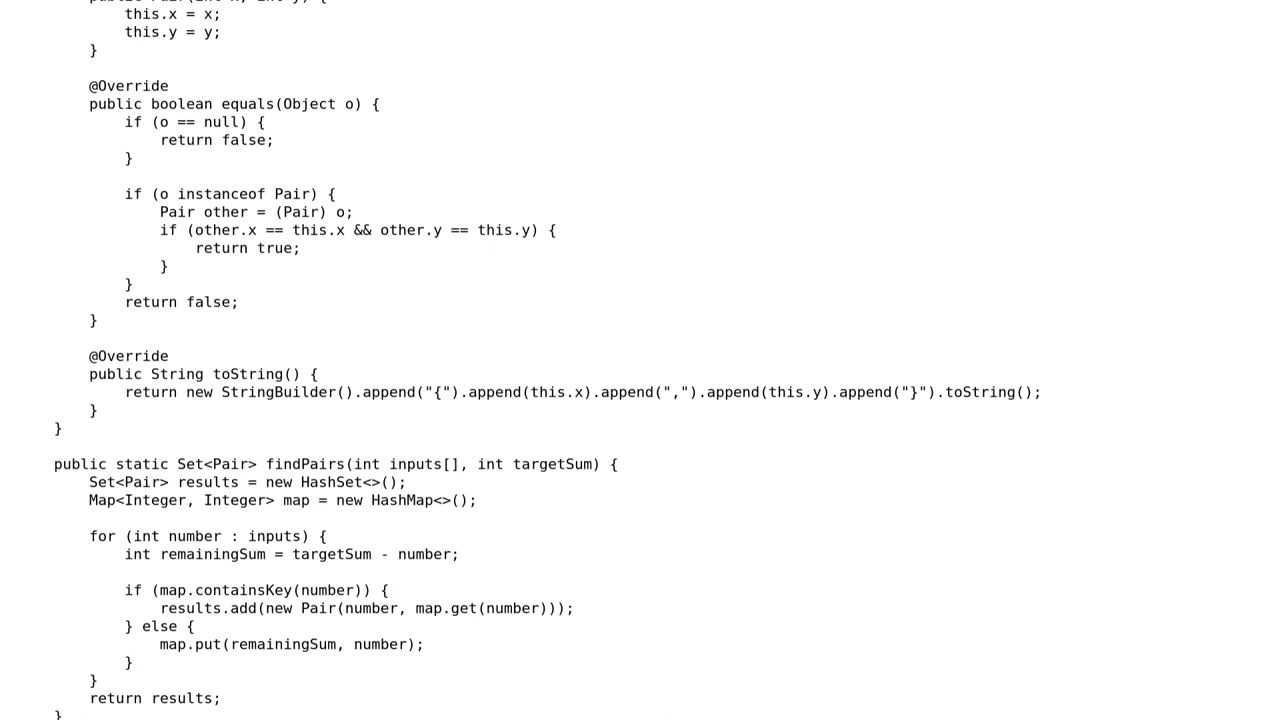 this.x = x;
this.y = y;
}
@Override
public boolean equals(Object o) {
if (o == null) {
return false;
}
if (o instanceof Pair) {
Pair other = (Pair) o;
if (other.x == this.x && other.y == this.y) {
return true;
}
}
return false;
}
@Override
public String toString() {
return new StringBuilder().append("{").append(this.x).append(",").append(this.y).append("}").toString();
}
}
public static Set<Pair> findPairs(int inputs[], int targetSum) {
Set<Pair> results = new HashSet<>();
Map<Integer, Integer> map = new HashMap<>();
for (int number : inputs) {
int remainingSum = targetSum - number;
if (map.containsKey(number)) {
results.add(new Pair(number, map.get(number)));
} else {
map.put(remainingSum, number);
}
}
return results;
}